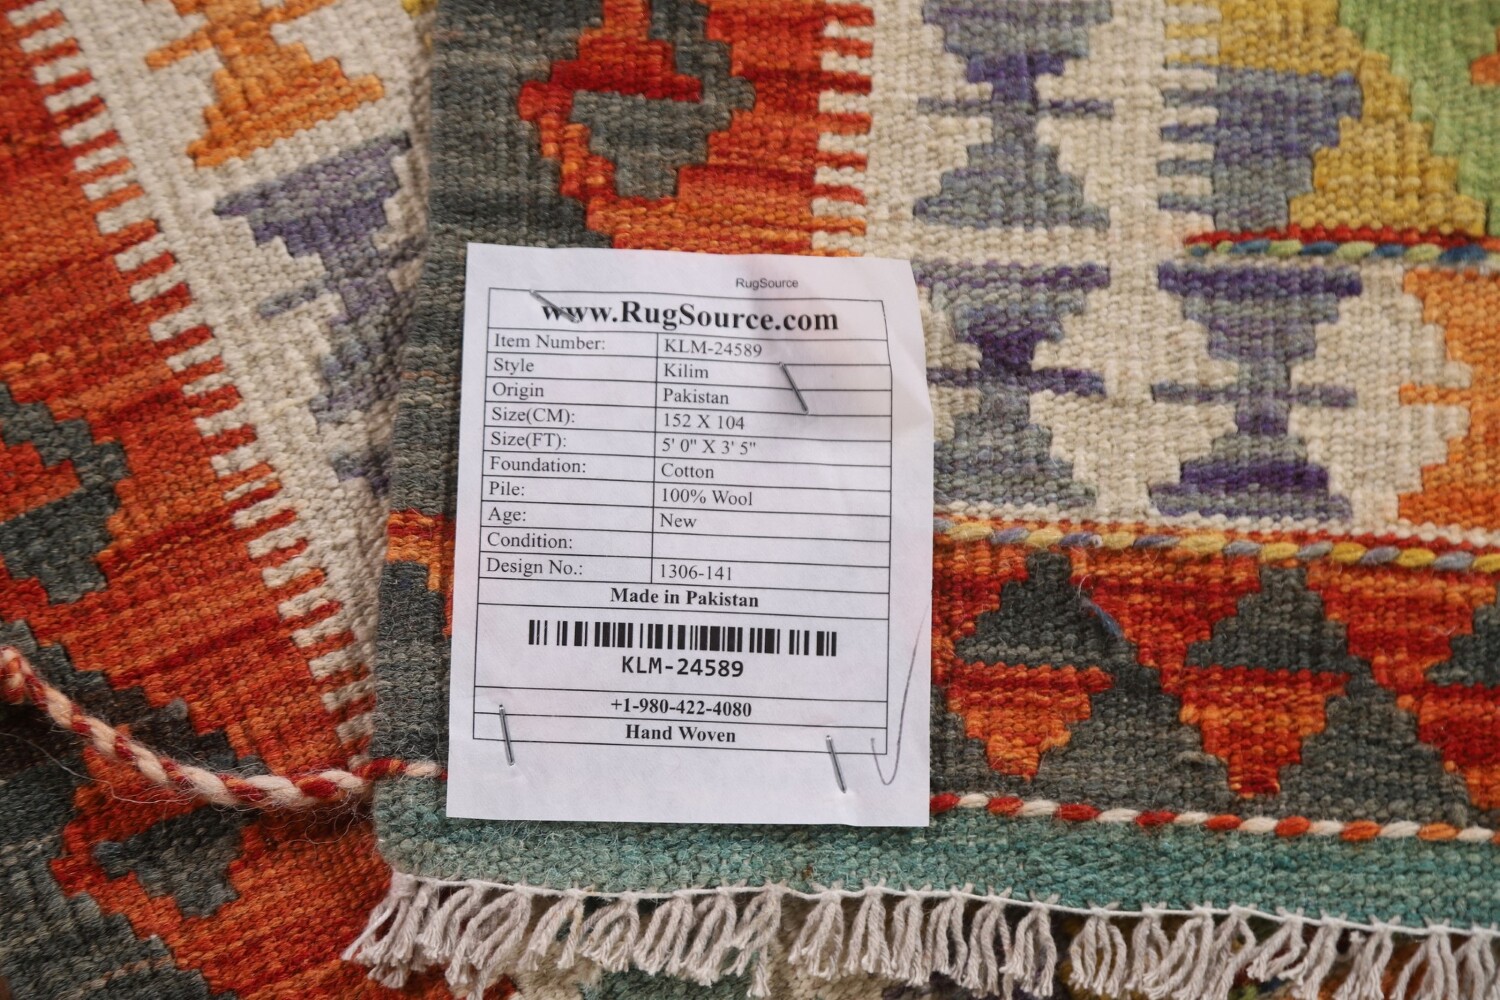 RugSource
www.RugSource.com
Item Number: KLM-24589
Style Kilim
Origin Pakistan
Size(CM): 152 X 104
Size(FT): 5' 0" X 3' 5"
Foundation: Cotton
Pile: 100% Wool
Age: New
Condition:
Design No.: 1306-141
Made in Pakistan
KLM-24589
+1-980-422-4080
Hand Woven